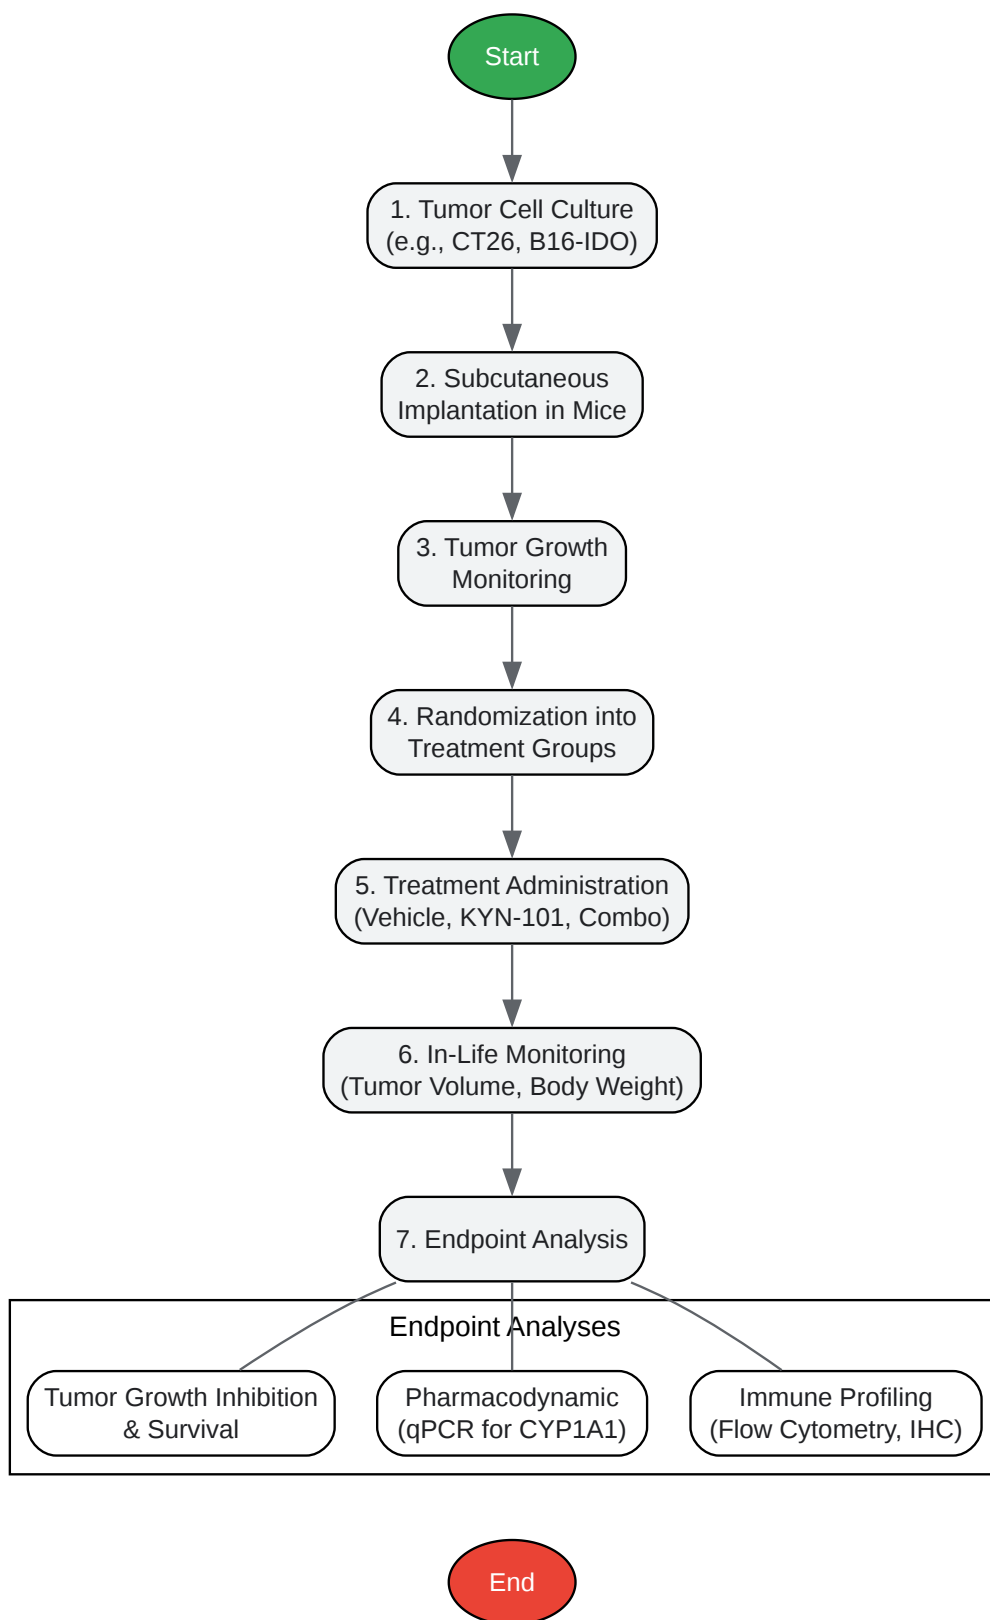 Start
1. Tumor Cell Culture
(e.g., CT26, B16-IDO)
2. Subcutaneous
Implantation in Mice
3. Tumor Growth
Monitoring
4. Randomization into
Treatment Groups
5. Treatment Administration
(Vehicle, KYN-101, Combo)
6. In-Life Monitoring
(Tumor Volume, Body Weight)
7. Endpoint Analysis
Endpoint Analyses
Tumor Growth Inhibition
& Survival
Pharmacodynamic
(qPCR for CYP1A1)
Immune Profiling
(Flow Cytometry, IHC)
End